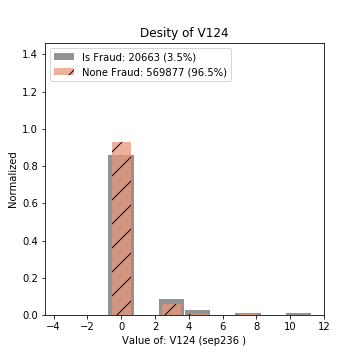 Desity of V124
Is Fraud: 20663 (3.5%)
None Fraud: 569877 (96.5%)
1.4
1.2
1.0
0.8
0.6
0.4
0.2
0.0
Normalized
−4 −2 0 2 4 6 8 10 12
Value of: V124 (sep236 )